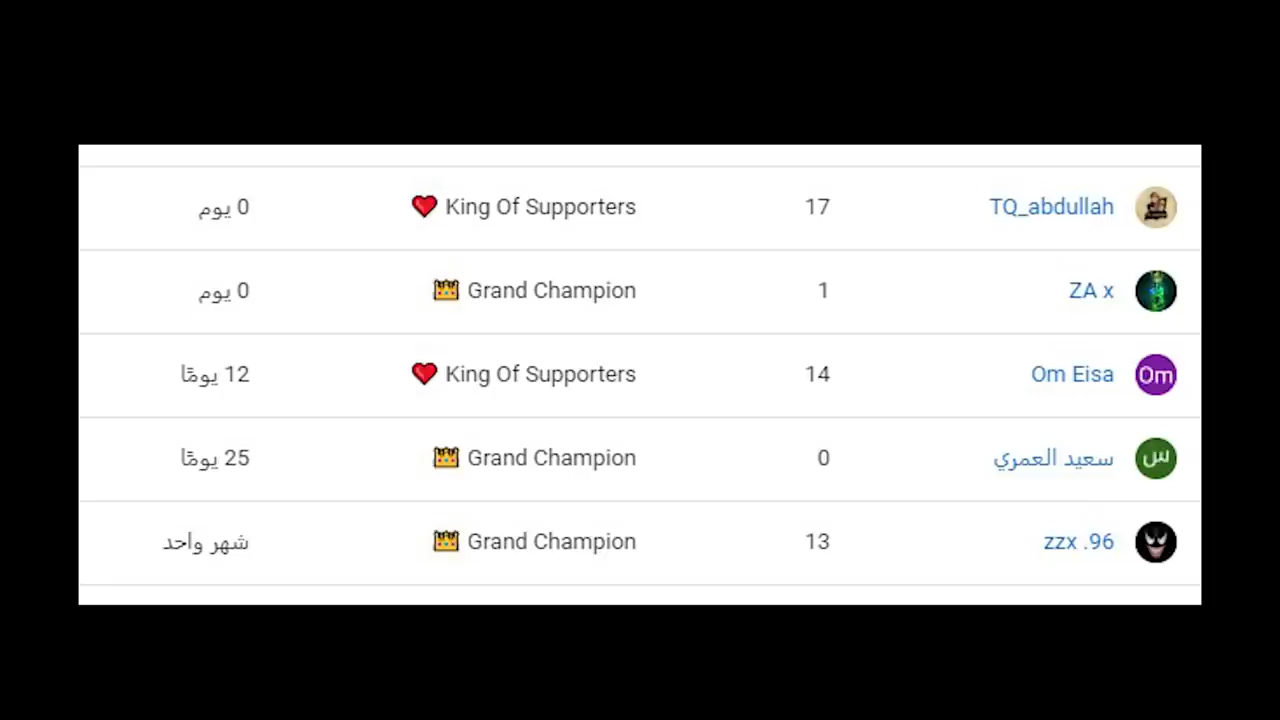 TQ_abdullah 17 ❤️ King Of Supporters 0 يوم
ZA x 1 👑 Grand Champion 0 يوم
Om Om Eisa 14 ❤️ King Of Supporters 12 يومًا
س سعيد العمري 0 👑 Grand Champion 25 يومًا
zzx .96 13 👑 Grand Champion شهر واحد